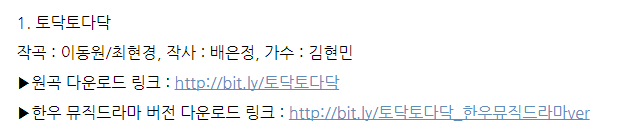 1. 토닥토다닥
작곡 : 이동원/최현경, 작사 : 배은정, 가수 : 김현민
▶원곡 다운로드 링크 : http://bit.ly/토닥토다닥
▶한우 뮤직드라마 버전 다운로드 링크 : http://bit.ly/토닥토다닥_한우뮤직드라마ver